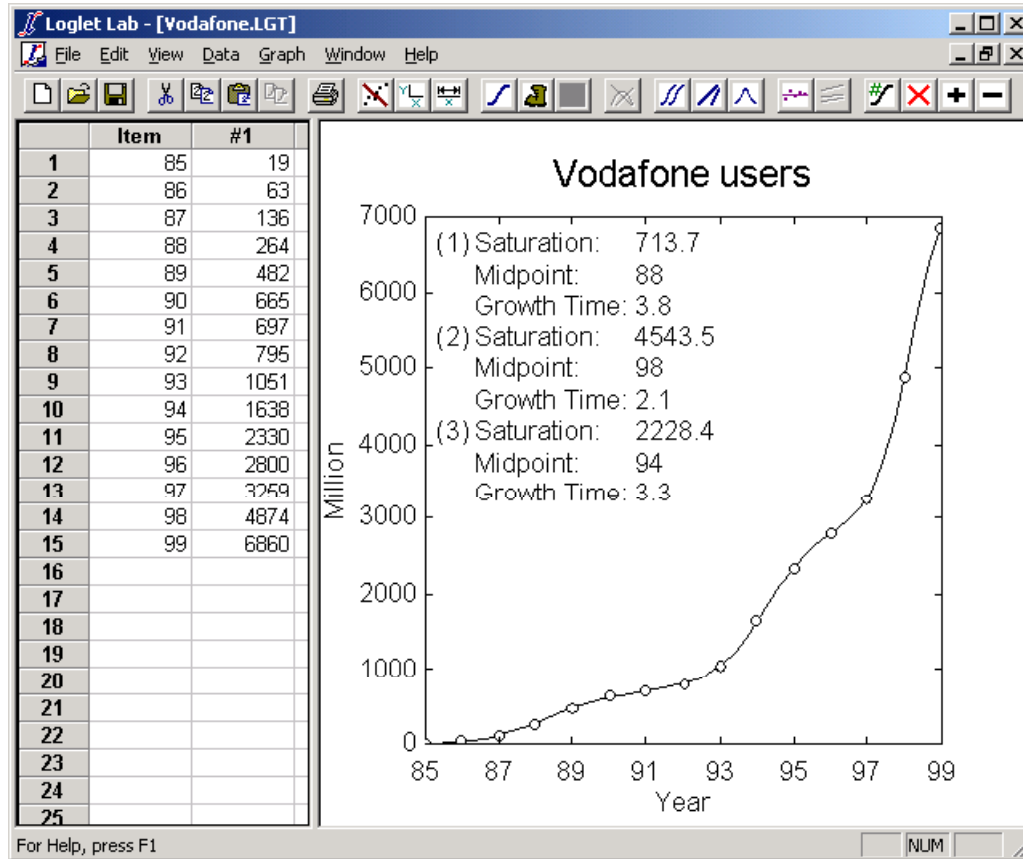 Loglet Lab - [Vodafone.LGT]
File Edit View Data Graph Window Help
Item #1
1 85 19
2 86 63
3 87 136
4 88 264
5 89 482
6 90 665
7 91 697
8 92 795
9 93 1051
10 94 1638
11 95 2330
12 96 2800
13 97 3259
14 98 4874
15 99 6860
16
17
18
19
20
21
22
23
24
25
Vodafone users
7000
6000
5000
4000
3000
2000
1000
0
Million
(1) Saturation: 713.7
Midpoint: 88
Growth Time: 3.8
(2) Saturation: 4543.5
Midpoint: 98
Growth Time: 2.1
(3) Saturation: 2228.4
Midpoint: 94
Growth Time: 3.3
85 87 89 91 93 95 97 99
Year
For Help, press F1
NUM